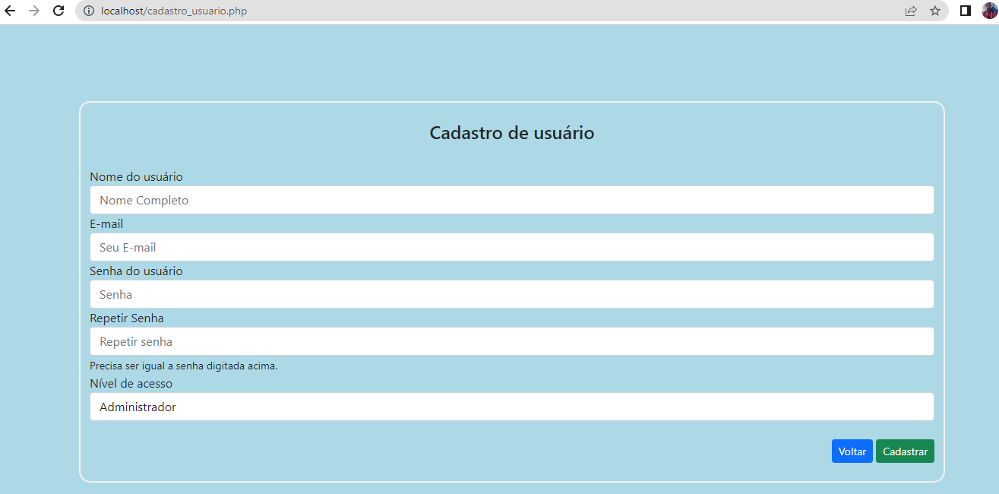 localhost/cadastro_usuario.php
Cadastro de usuário
Nome do usuário
Nome Completo
E-mail
Seu E-mail
Senha do usuário
Senha
Repetir Senha
Repetir senha
Precisa ser igual a senha digitada acima.
Nível de acesso
Administrador
Voltar Cadastrar